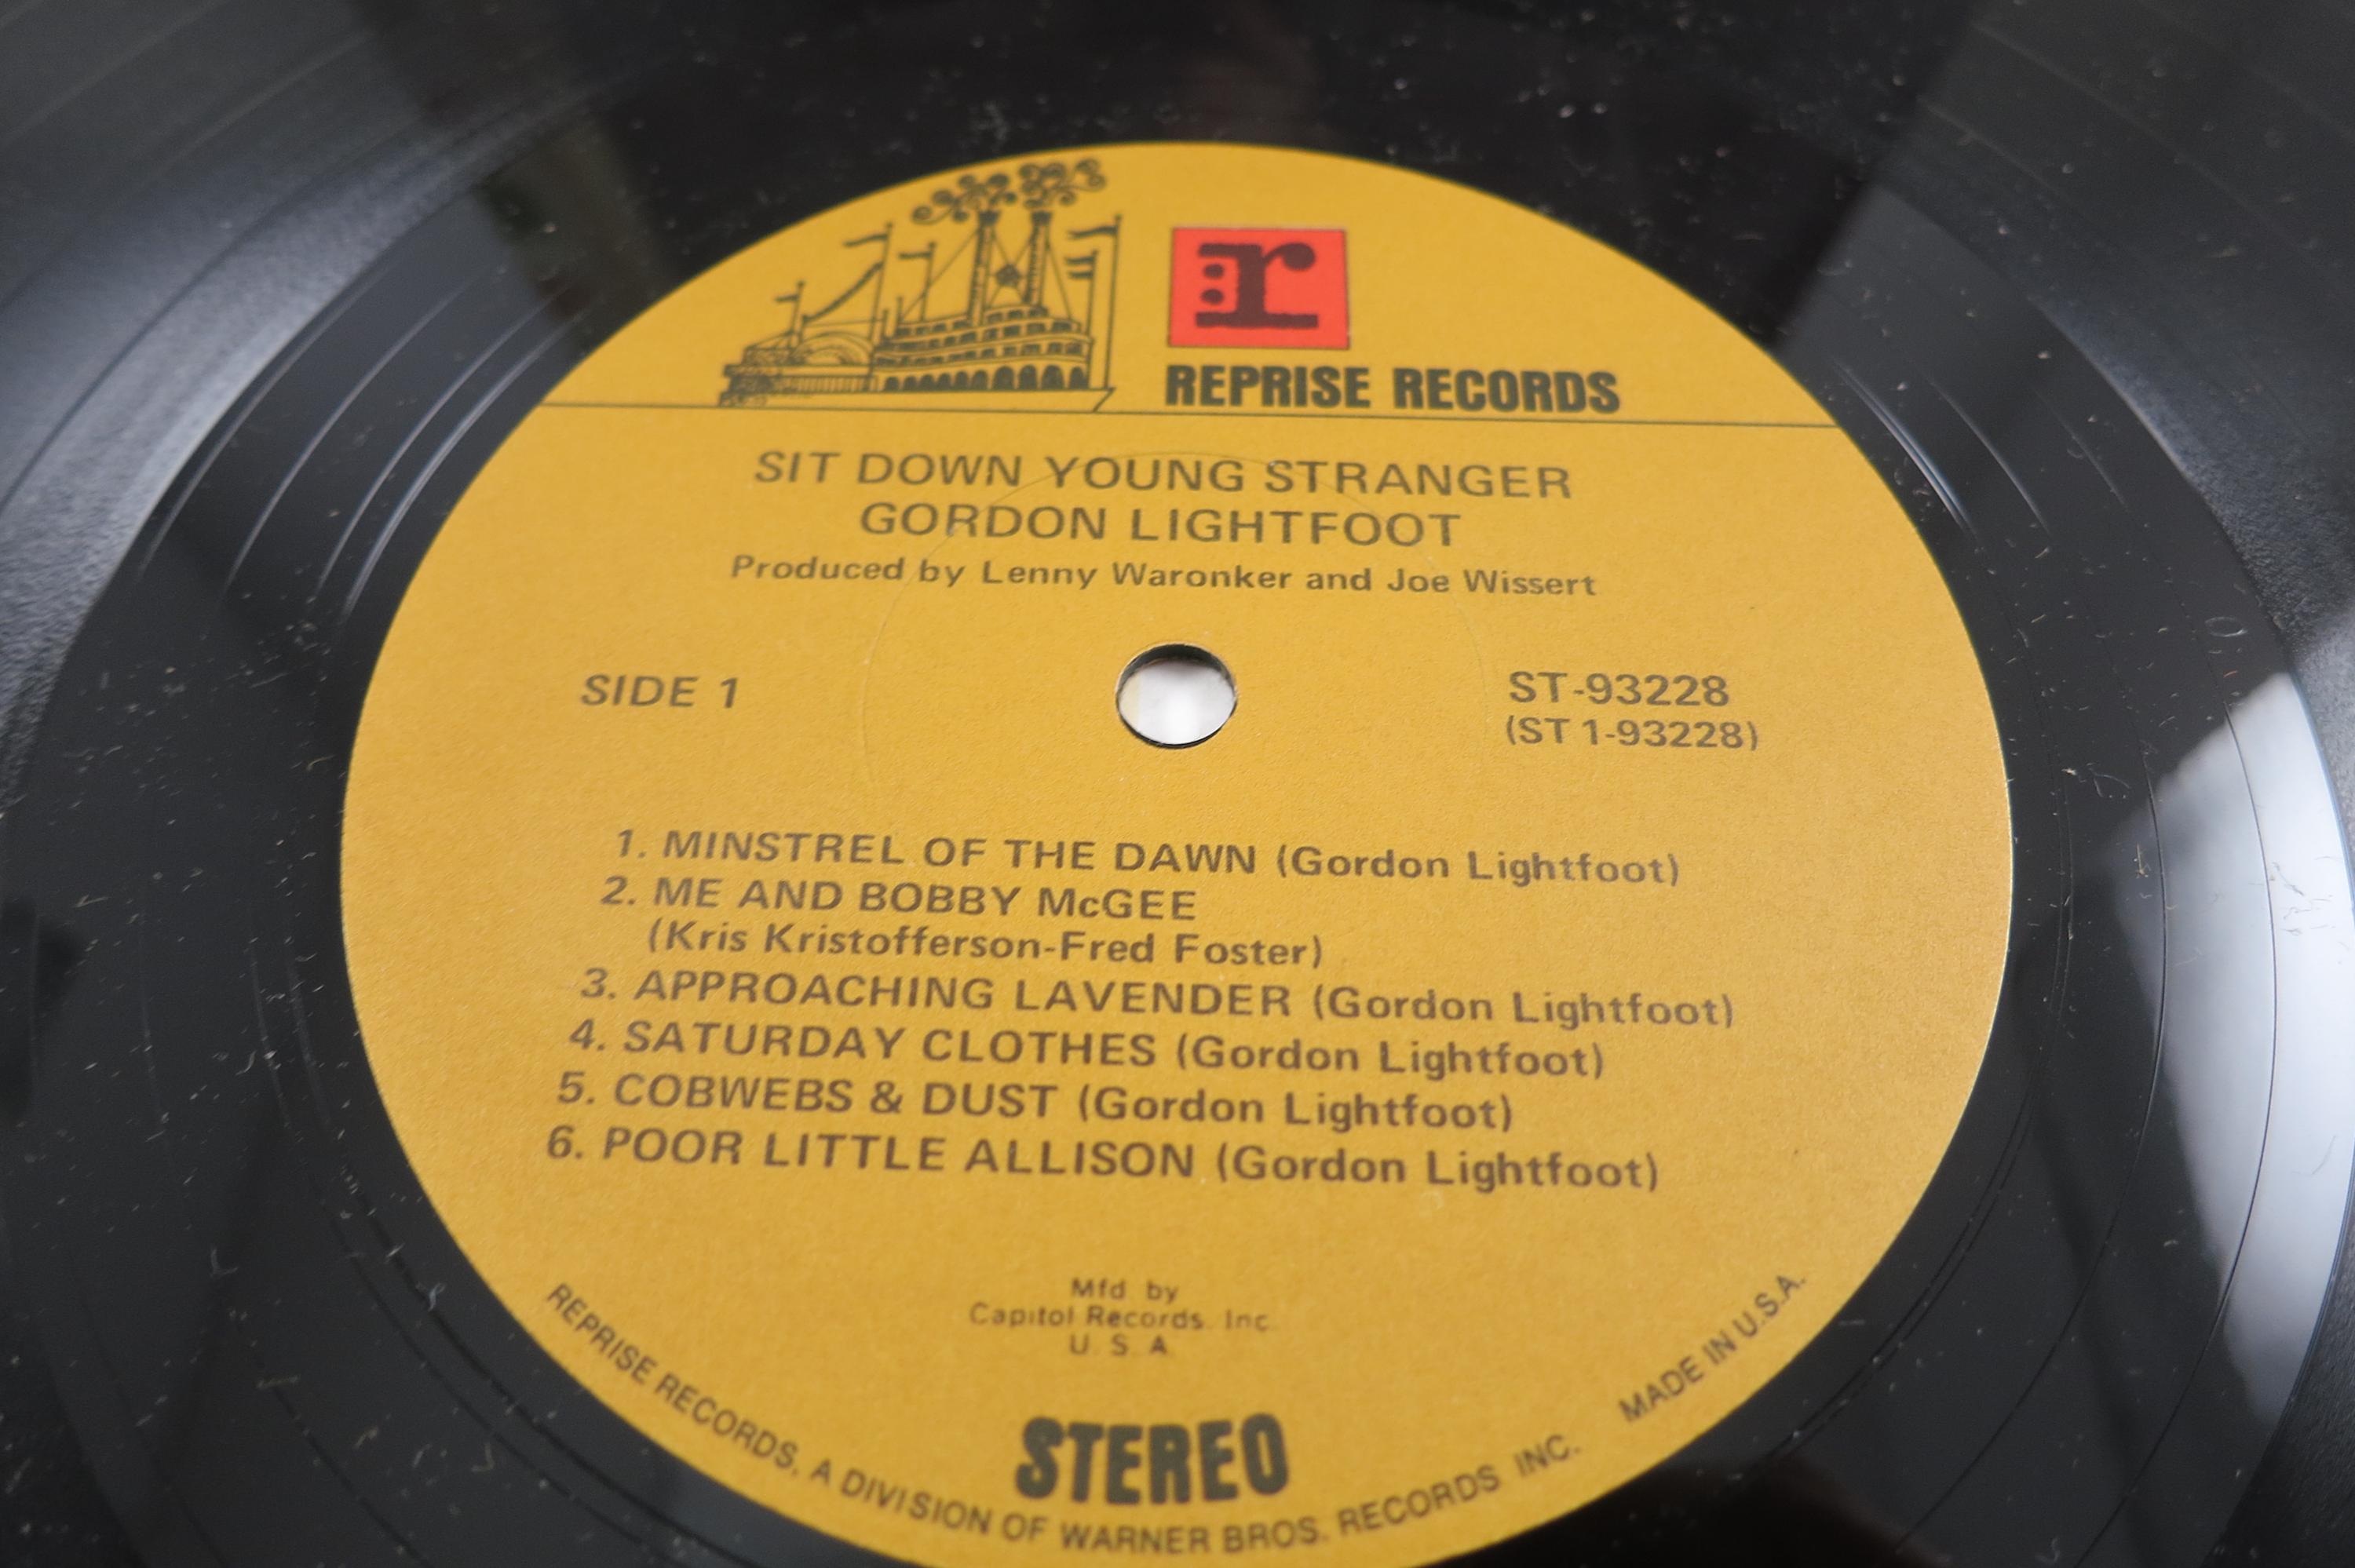 r
REPRISE RECORDS
SIT DOWN YOUNG STRANGER
GORDON LIGHTFOOT
Produced by Lenny Waronker and Joe Wissert
SIDE 1
ST-93228
(ST 1-93228)
1. MINSTREL OF THE DAWN (Gordon Lightfoot)
2. ME AND BOBBY McGEE
(Kris Kristofferson-Fred Foster)
3. APPROACHING LAVENDER (Gordon Lightfoot)
4. SATURDAY CLOTHES (Gordon Lightfoot)
5. COBWEBS & DUST (Gordon Lightfoot)
6. POOR LITTLE ALLISON (Gordon Lightfoot)
Mfd by
Capitol Records, Inc.
U. S. A.
STEREO
REPRISE RECORDS, A DIVISION OF WARNER BROS. RECORDS INC. MADE IN U.S.A.